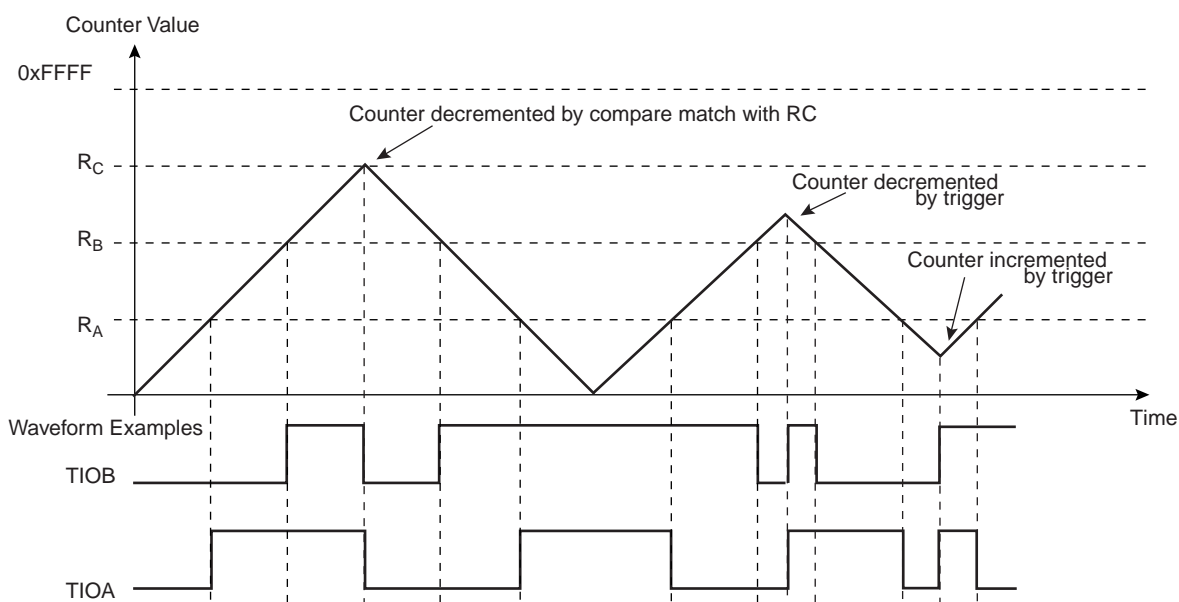 Counter Value
0xFFFF
Counter decremented by compare match with RC
RC
Counter decremented
by trigger
RB
Counter incremented
by trigger
RA
Time
Waveform Examples
TIOB
TIOA